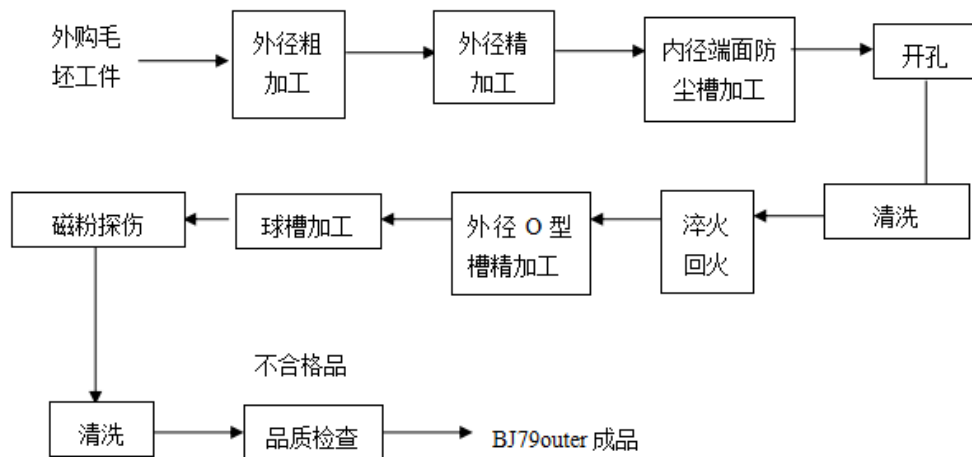 外购毛
坯工件
外径粗
加工
外径精
加工
内径端面防
尘槽加工
开孔
清洗
淬火
回火
外径 O 型
槽精加工
球槽加工
磁粉探伤
清洗
不合格品
品质检查
BJ79outer 成品